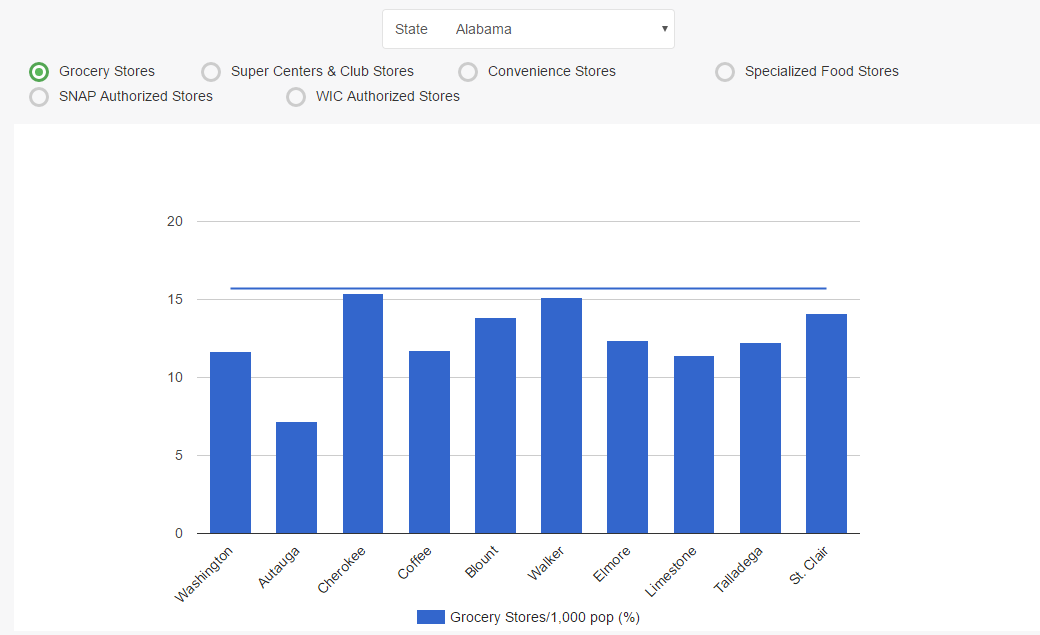 State Alabama
Grocery Stores Super Centers & Club Stores Convenience Stores Specialized Food Stores
SNAP Authorized Stores WIC Authorized Stores
20
15
10
5
0
Washington Autauga Cherokee Coffee Blount Walker Elmore Limestone Talladega St. Clair
Grocery Stores/1,000 pop (%)